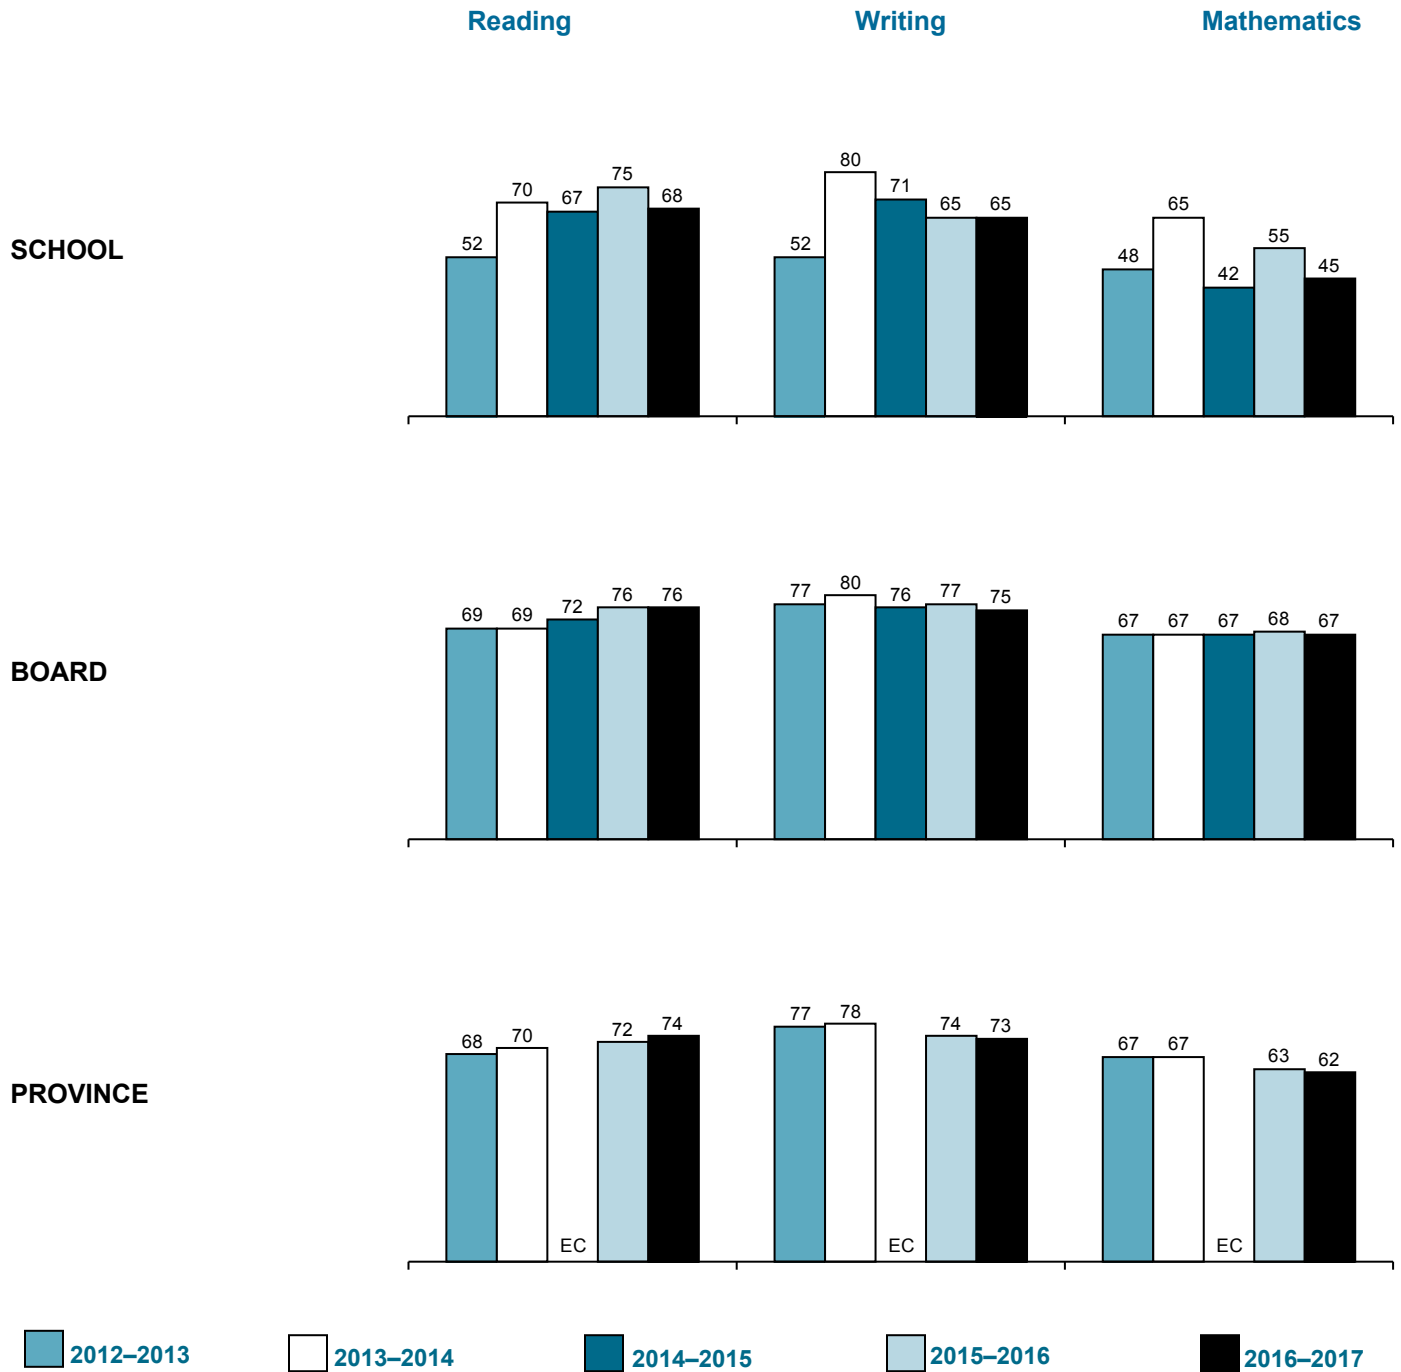 Reading Writing Mathematics
SCHOOL
52 70 67 75 68
52 80 71 65 65
48 65 42 55 45
BOARD
69 69 72 76 76
77 80 76 77 75
67 67 67 68 67
PROVINCE
68 70 EC 72 74
77 78 EC 74 73
67 67 EC 63 62
2012–2013 2013–2014 2014–2015 2015–2016 2016–2017